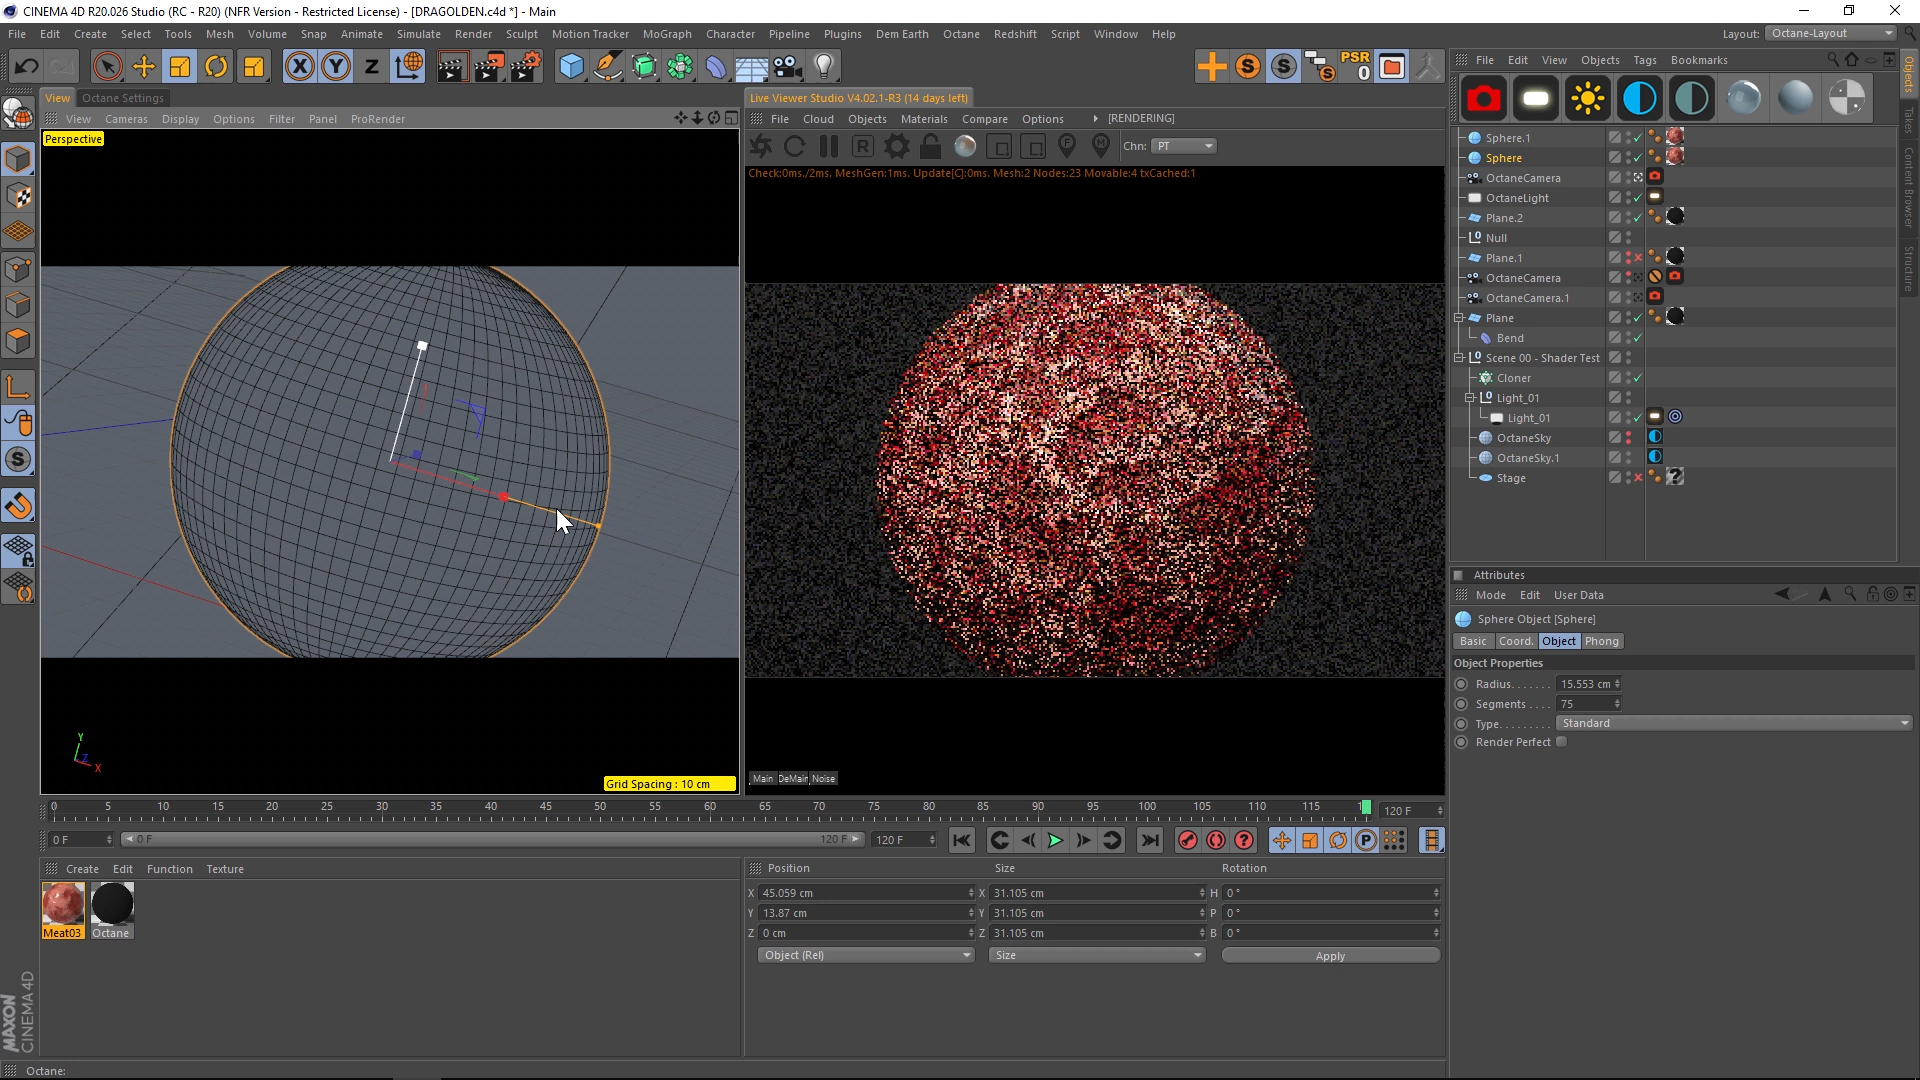 CINEMA 4D R20.026 Studio (RC - R20) (NFR Version - Restricted License) - [DRAGOLDEN.c4d *] - Main
File Edit Create Select Tools Mesh Volume Snap Animate Simulate Render Sculpt Motion Tracker MoGraph Character Pipeline Plugins Dem Earth Octane Redshift Script Window Help
Layout: Octane-Layout
X Y Z
PSR
0
File Edit View Objects Tags Bookmarks
View Octane Settings
Live Viewer Studio V4.02.1-R3 (14 days left)
View Cameras Display Options Filter Panel ProRender
File Cloud Objects Materials Compare Options [RENDERING]
Perspective
Chn: PT
Check:0ms./2ms. MeshGen:1ms. Update[C]:0ms. Mesh:2 Nodes:23 Movable:4 txCached:1
Sphere.1
Sphere
OctaneCamera
OctaneLight
Plane.2
Null
Plane.1
OctaneCamera
OctaneCamera.1
Plane
Bend
Scene 00 - Shader Test
Cloner
Light_01
Light_01
OctaneSky
OctaneSky.1
Stage
Objects
Takes
Content Browser
Structure
Attributes
Mode Edit User Data
Sphere Object [Sphere]
Basic Coord. Object Phong
Object Properties
Radius....... 15.553 cm
Segments.... 75
Type......... Standard
Render Perfect
Y
Z
X
Grid Spacing : 10 cm
Main DeMain Noise
0 5 10 15 20 25 30 35 40 45 50 55 60 65 70 75 80 85 90 95 100 105 110 115 120 F
0 F 0 F 120 F 120 F
Create Edit Function Texture
Position Size Rotation
X 45.059 cm X 31.105 cm H 0 °
Y 13.87 cm Y 31.105 cm P 0 °
Z 0 cm Z 31.105 cm B 0 °
Object (Rel) Size Apply
Meat03 Octane
MAXON
CINEMA 4D
Octane: